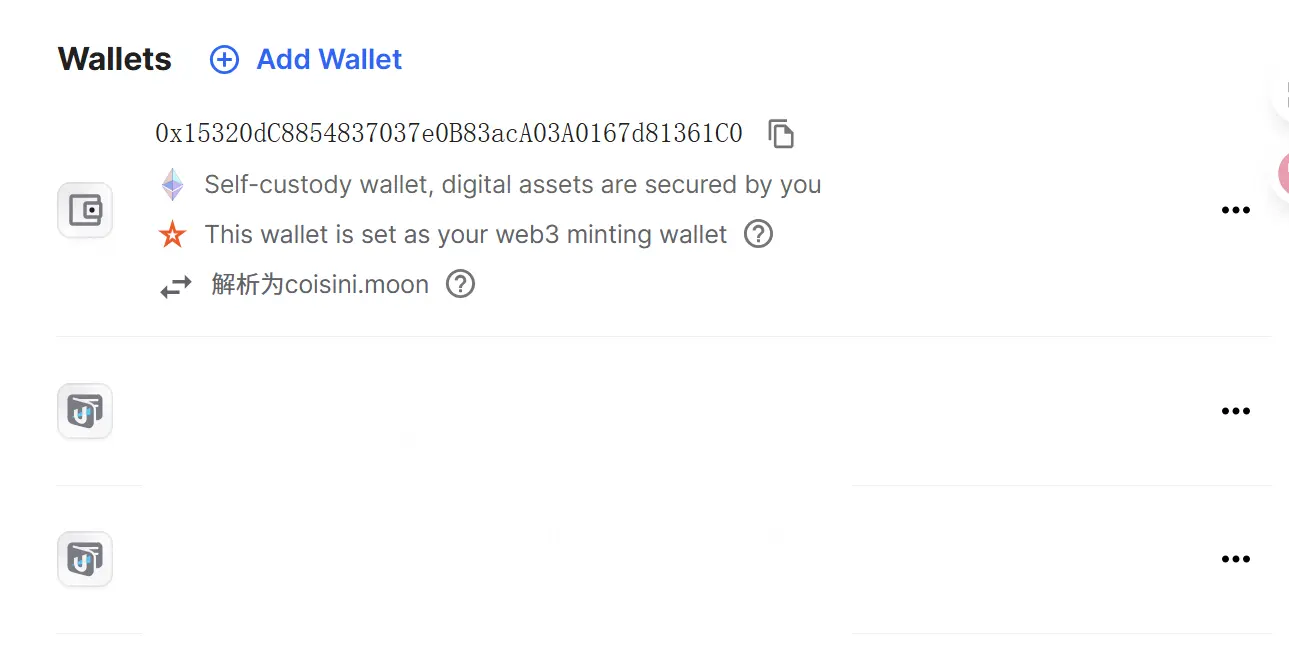 Wallets Add Wallet
0x15320dC8854837037e0B83acA03A0167d81361C0
Self-custody wallet, digital assets are secured by you
This wallet is set as your web3 minting wallet
解析为coisini.moon